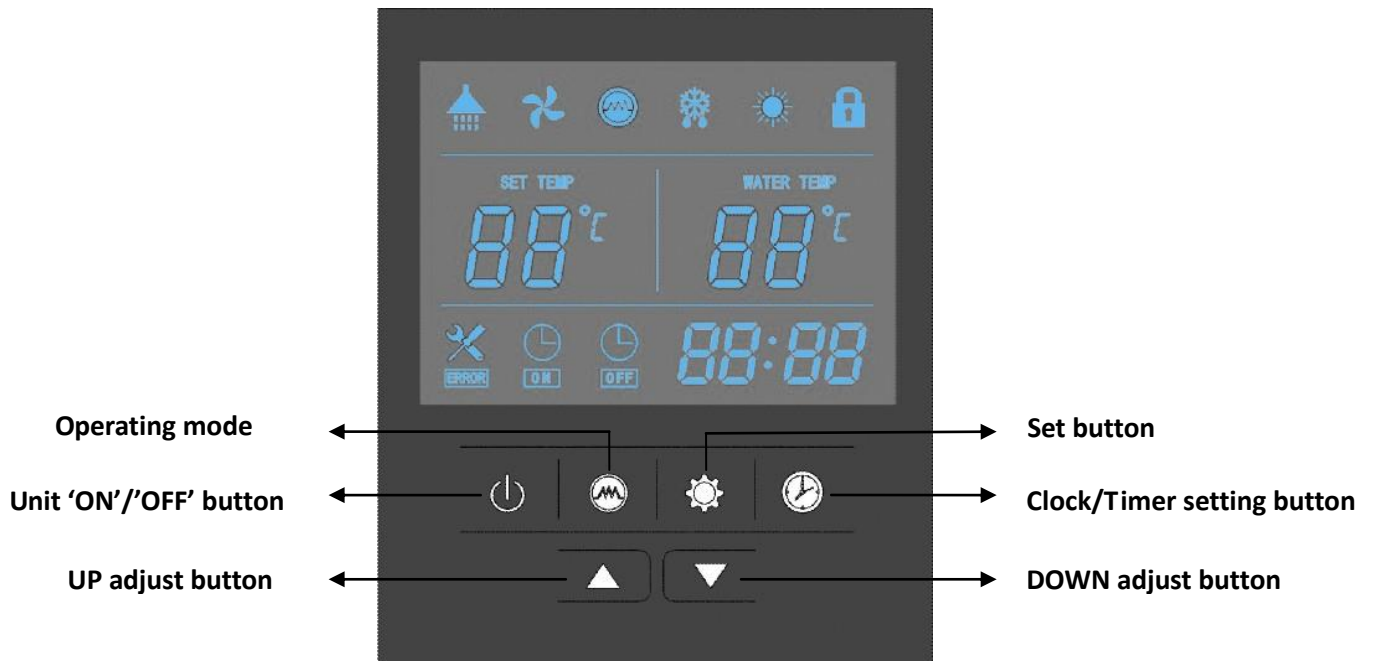 SET TEMP
WATER TEMP
88°C
88°C
ERROR
ON
OFF
88:88
Operating mode
Set button
Unit ‘ON’/’OFF’ button
Clock/Timer setting button
UP adjust button
DOWN adjust button